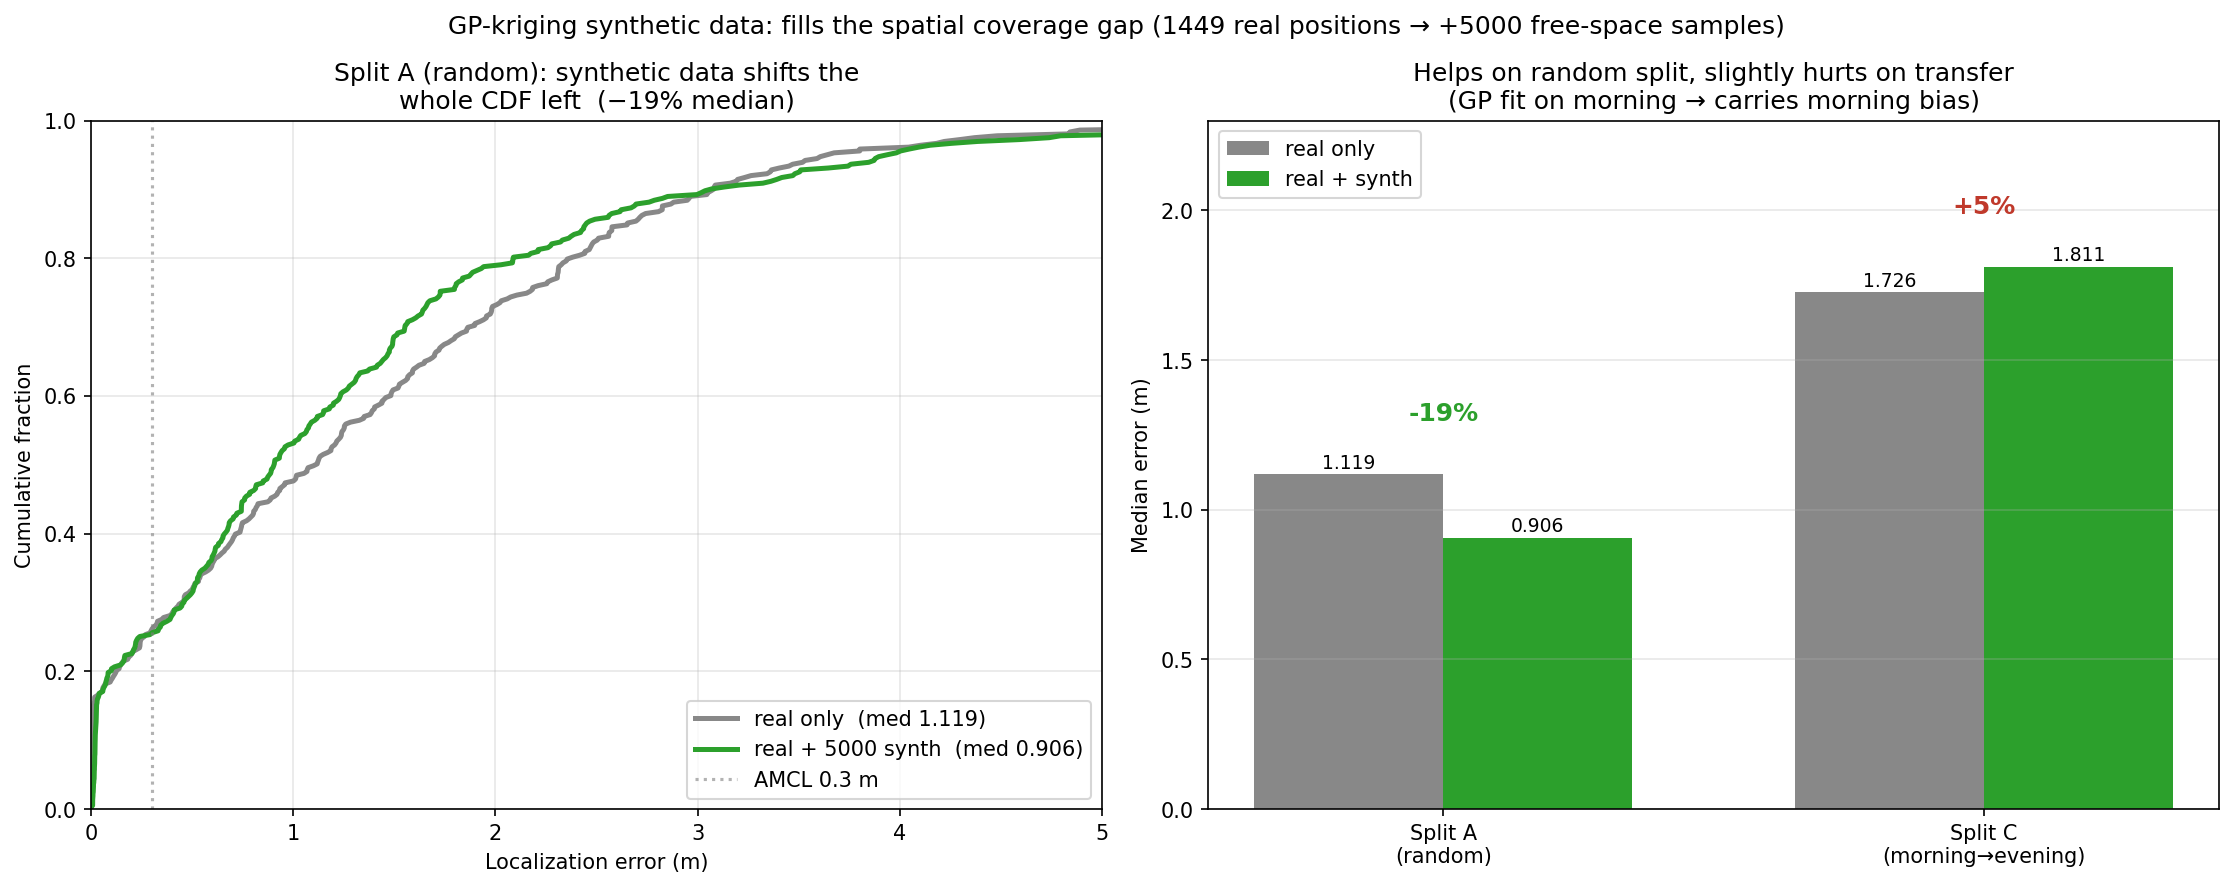 GP-kriging synthetic data: fills the spatial coverage gap (1449 real positions → +5000 free-space samples)
Split A (random): synthetic data shifts the
whole CDF left  (−19% median)
1.0
0.8
0.6
0.4
0.2
0.0
Cumulative fraction
real only  (med 1.119)
real + 5000 synth  (med 0.906)
AMCL 0.3 m
0 1 2 3 4 5
Localization error (m)
Helps on random split, slightly hurts on transfer
(GP fit on morning → carries morning bias)
real only
real + synth
2.0
1.5
1.0
0.5
0.0
Median error (m)
-19%
+5%
1.119
0.906
1.726
1.811
Split A
(random)
Split C
(morning→evening)